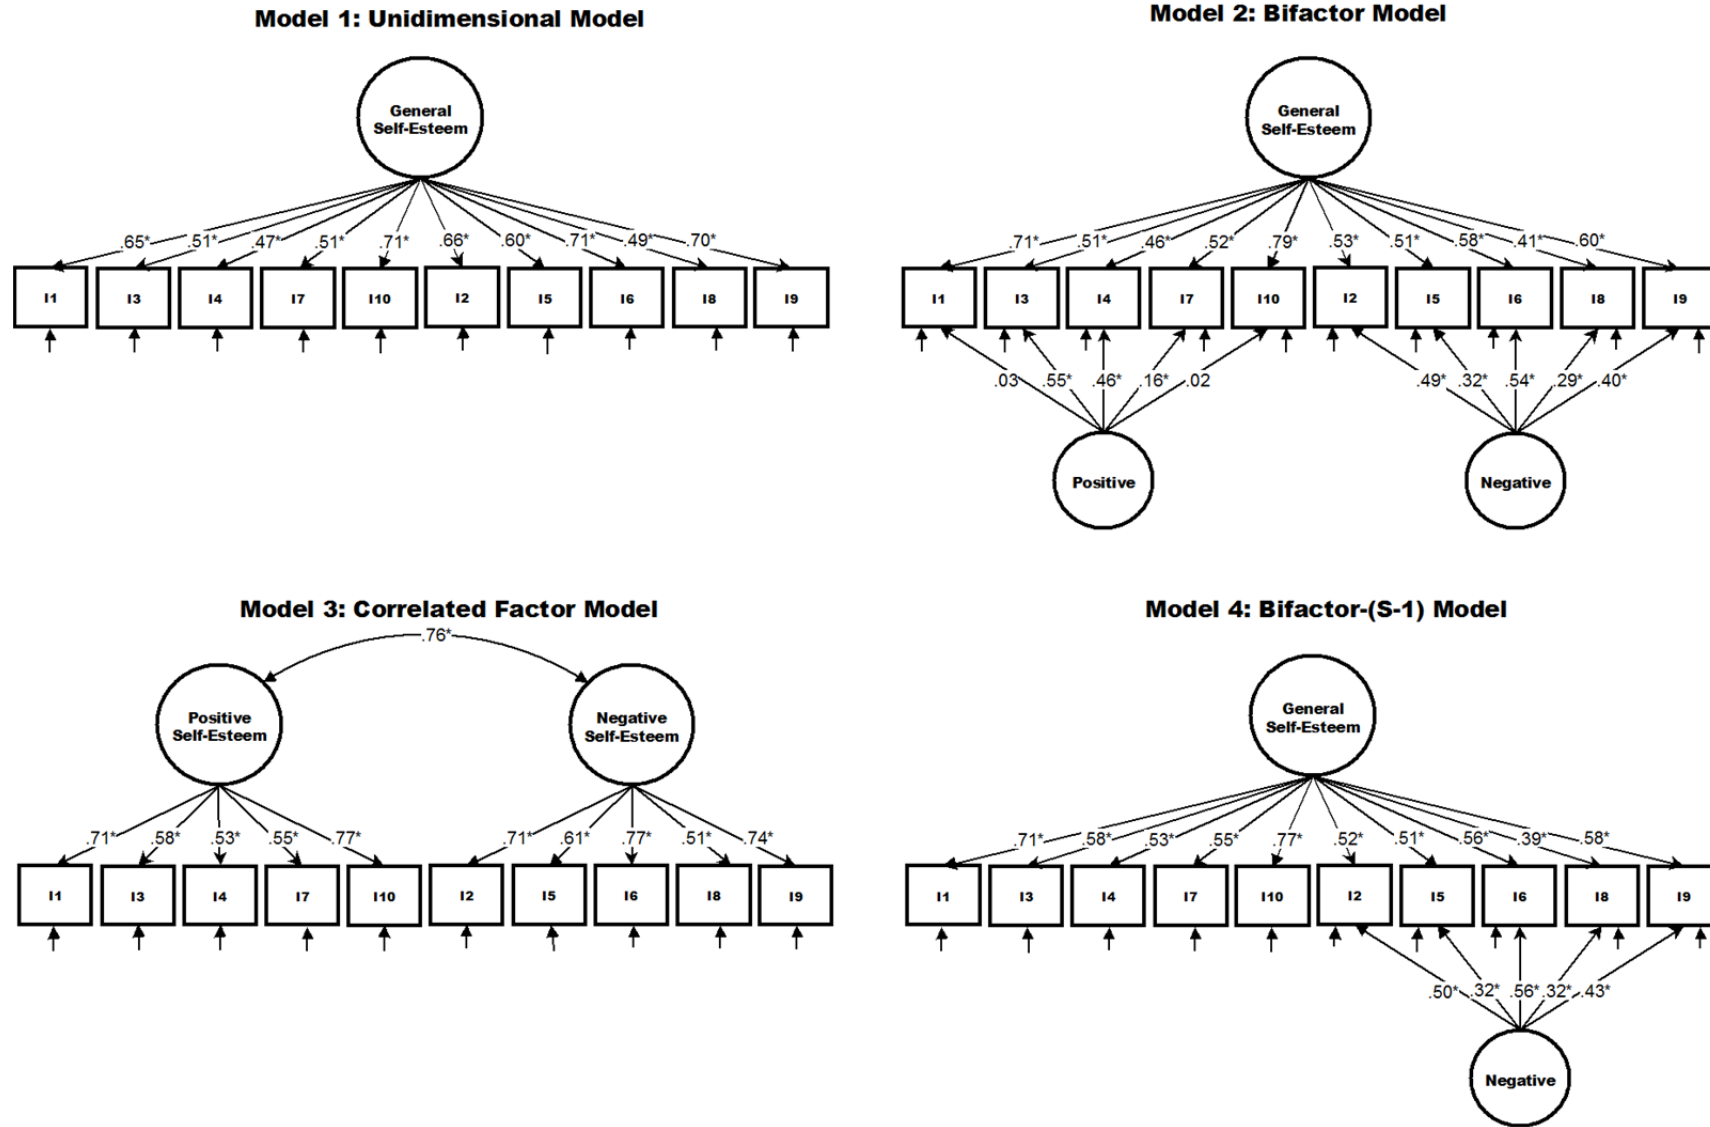 Model 1: Unidimensional Model
General
Self-Esteem
.65* .51* .47* .51* .71* .66* .60* .71* .49* .70*
I1 I3 I4 I7 I10 I2 I5 I6 I8 I9
Model 2: Bifactor Model
General
Self-Esteem
.71* .51* .46* .52* .79* .53* .51* .58* .41* .60*
I1 I3 I4 I7 I10 I2 I5 I6 I8 I9
.03 .55* .46* .16* .02 .49* .32* .54* .29* .40*
Positive Negative
Model 3: Correlated Factor Model
.76*
Positive
Self-Esteem
Negative
Self-Esteem
.71* .58* .53* .55* .77* .71* .61* .77* .51* .74*
I1 I3 I4 I7 I10 I2 I5 I6 I8 I9
Model 4: Bifactor-(S-1) Model
General
Self-Esteem
.71* .58* .53* .55* .77* .52* .51* .56* .39* .58*
I1 I3 I4 I7 I10 I2 I5 I6 I8 I9
.50* .32* .56* .32* .43*
Negative